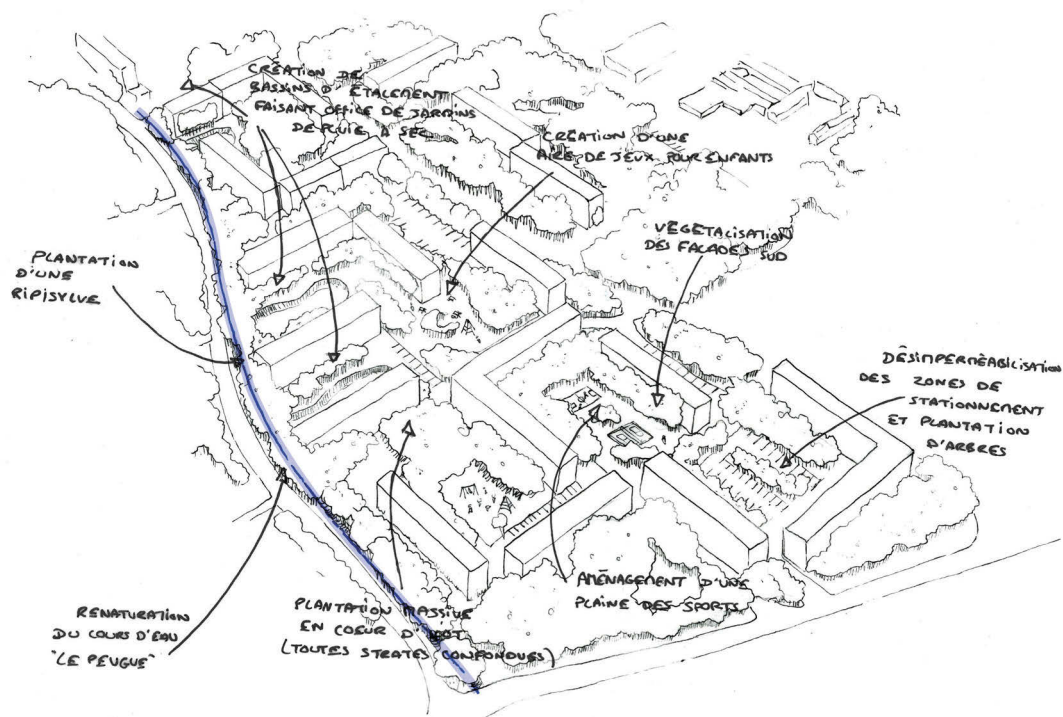 CRÉATION DE
BASSINS D'ÉTALEMENT
FAISANT OFFICE DE JARDINS
DE PLUIE À SEC
CRÉATION D'UNE
AIRE DE JEUX POUR ENFANTS
VÉGÉTALISATION
DES FAÇADES SUD
PLANTATION
D'UNE
RIPISYLVE
DÉSIMPERMÉABILISATION
DES ZONES DE
STATIONNEMENT
ET PLANTATION
D'ARBRES
RENATURATION
DU COURS D'EAU
"LE PEUGUE"
PLANTATION MASSIVE
EN COEUR D'ILOT
(TOUTES STRATES CONFONDUES)
AMÉNAGEMENT D'UNE
PLAINE DES SPORTS